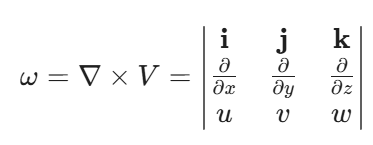 ω = ∇ × V = | i j k |
| ∂/∂x ∂/∂y ∂/∂z |
| u v w |